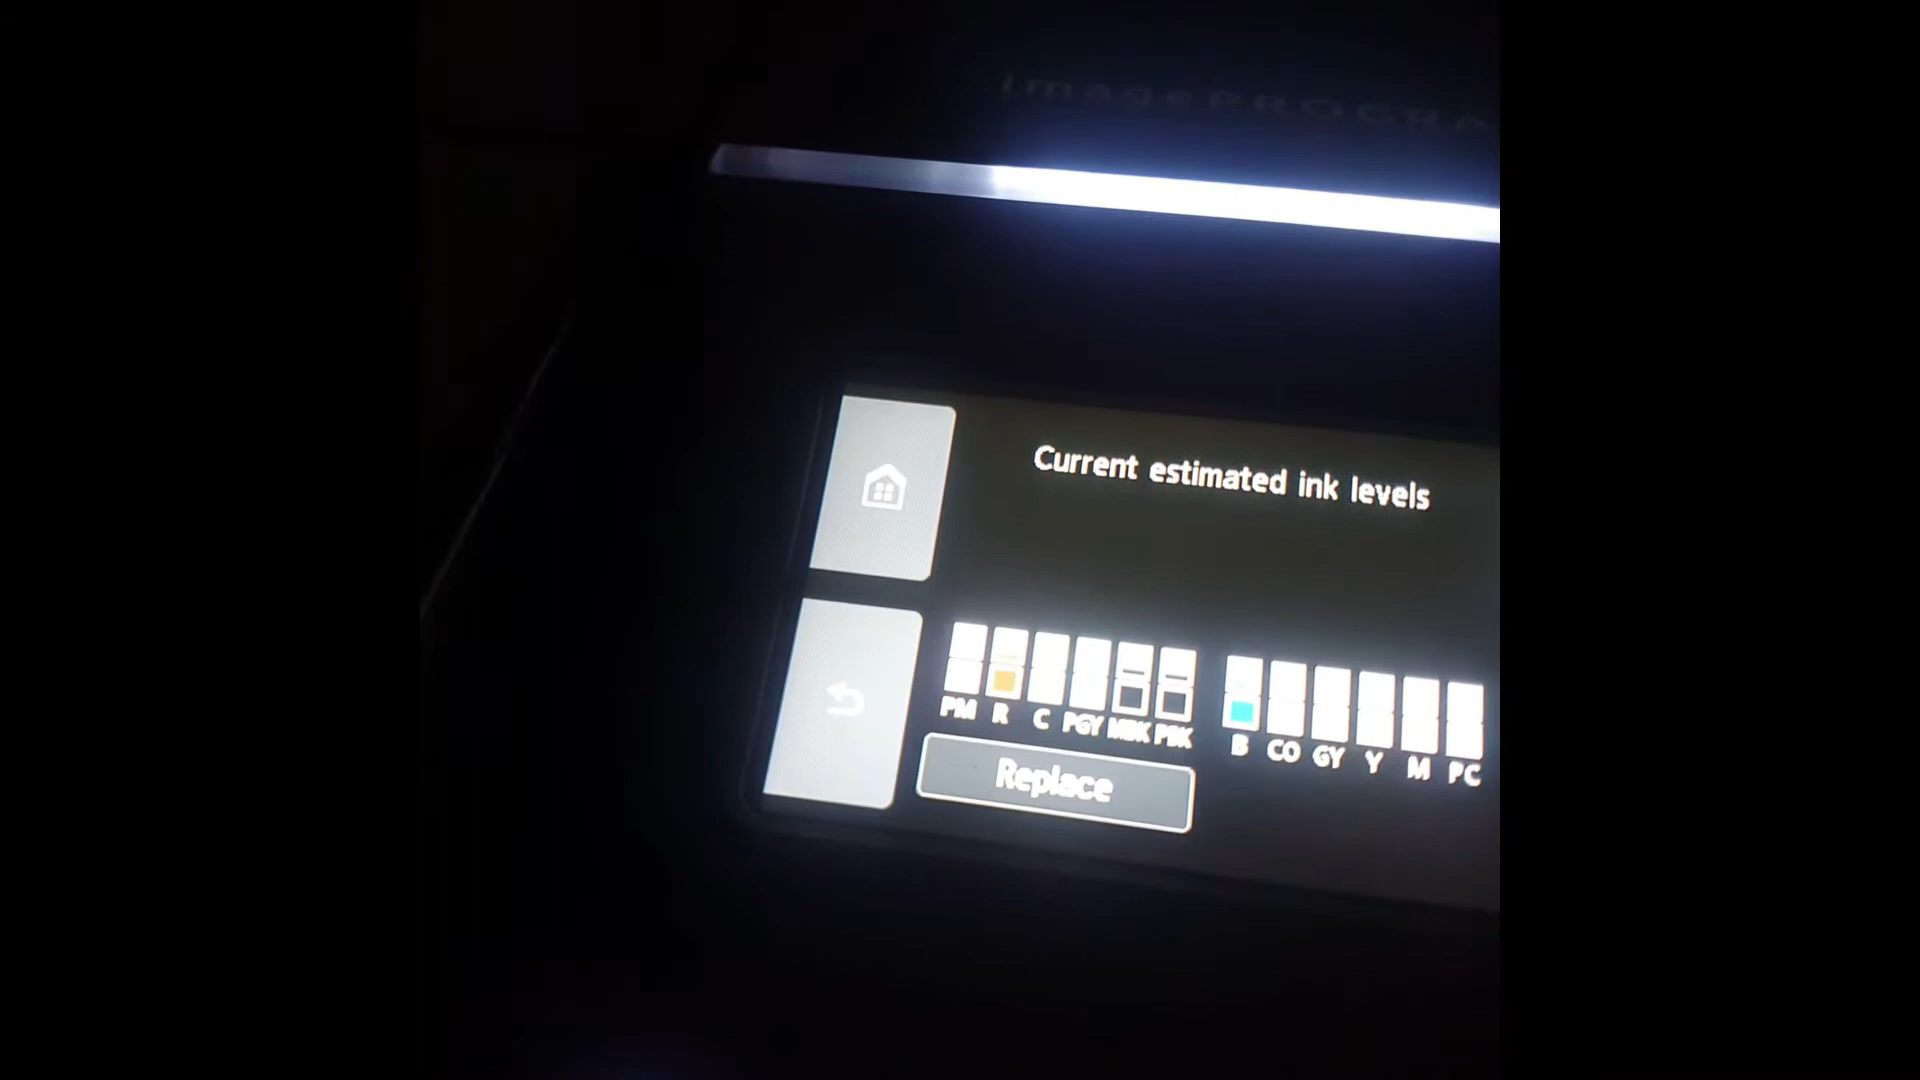 imagePROGRA
Current estimated ink levels
PM R C PGY MBK PBK B CO GY Y M PC
Replace